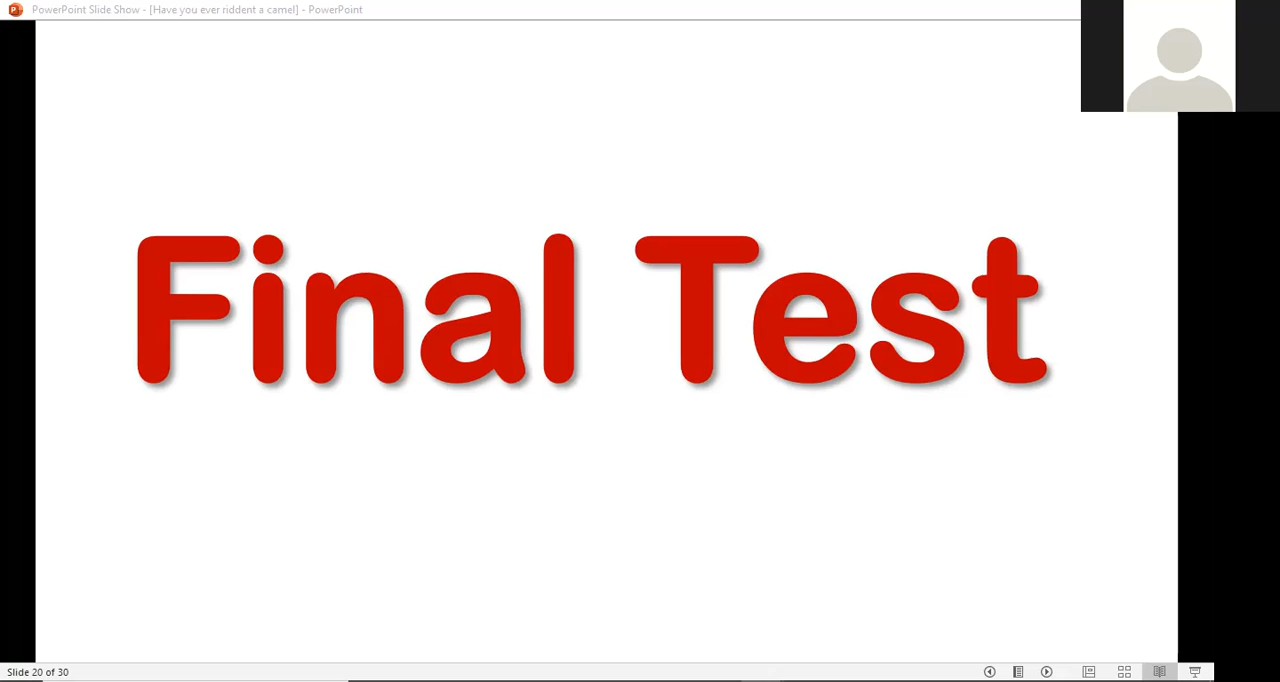 PowerPoint Slide Show - [Have you ever riddent a camel] - PowerPoint
Final Test
Slide 20 of 30